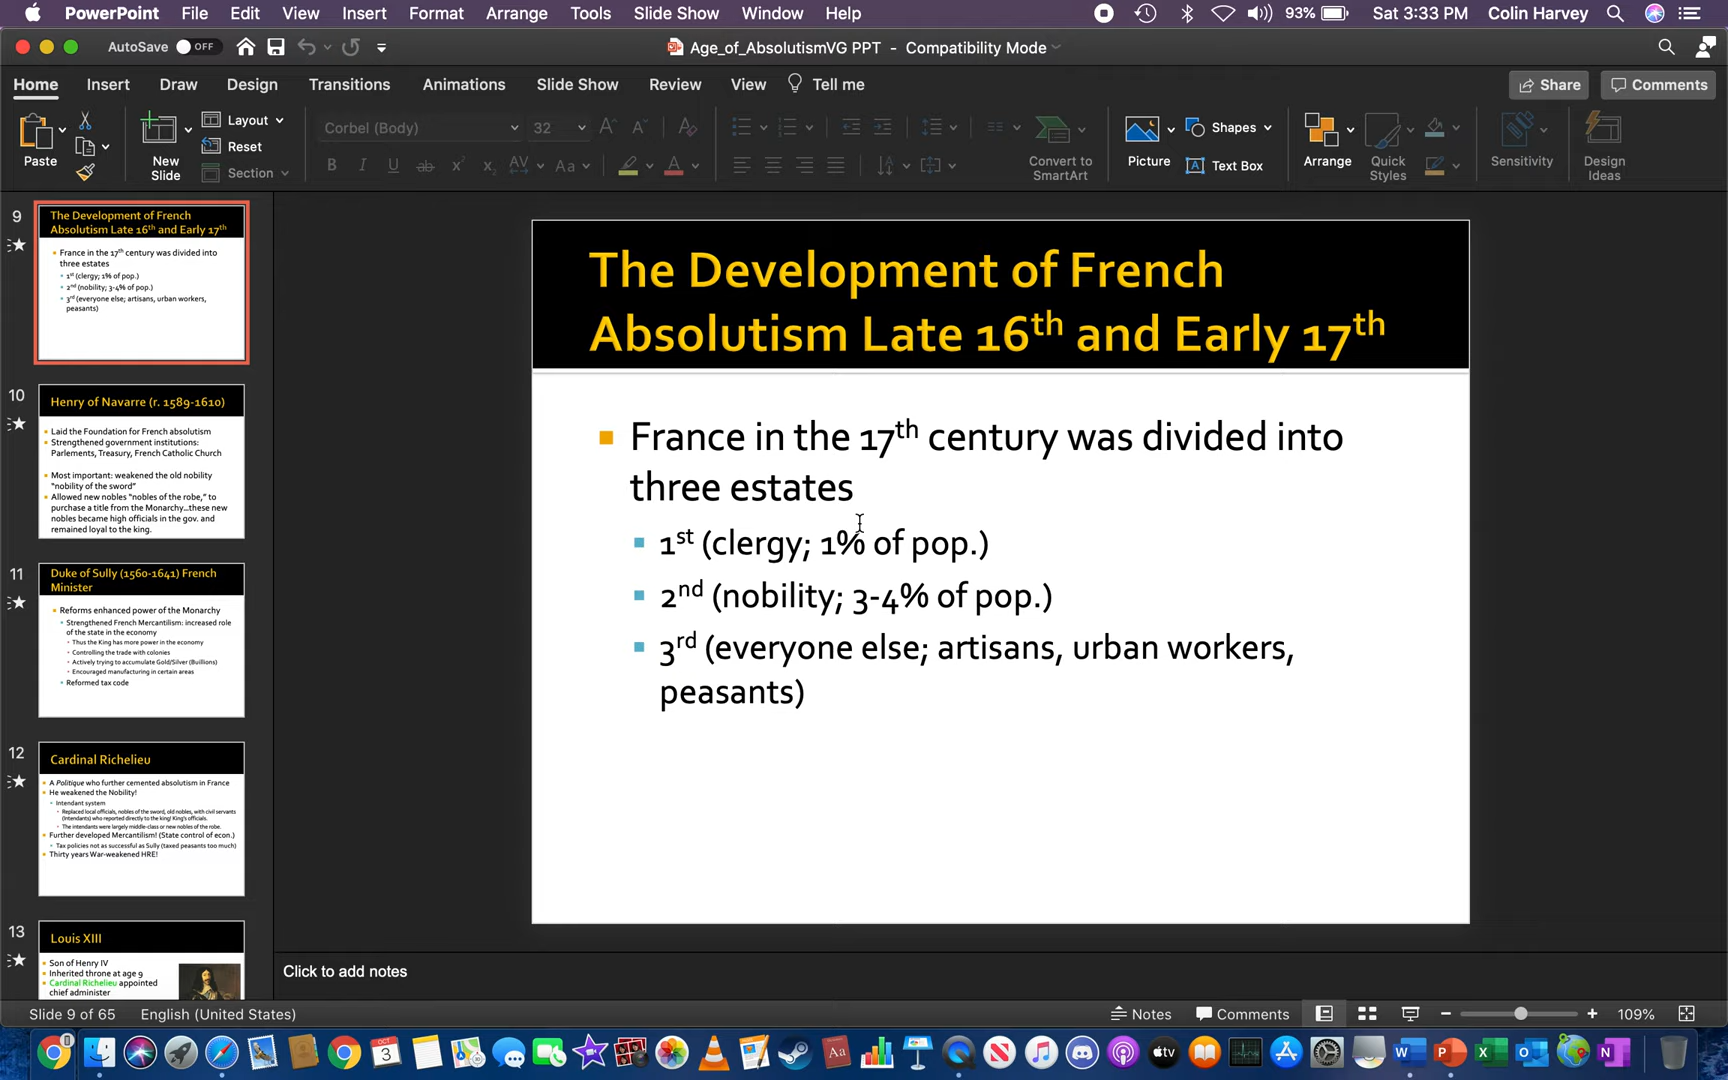 PowerPoint File Edit View Insert Format Arrange Tools Slide Show Window Help 93% Sat 3:33 PM Colin Harvey
AutoSave OFF Age_of_AbsolutismVG PPT - Compatibility Mode
Home Insert Draw Design Transitions Animations Slide Show Review View Tell me Share Comments
Paste
New Slide
Layout
Reset
Section
Corbel (Body) 32
Convert to SmartArt
Picture
Shapes
Text Box
Arrange
Quick Styles
Sensitivity
Design Ideas
9
The Development of French
Absolutism Late 16th and Early 17th
France in the 17th century was divided into
three estates
1st (clergy; 1% of pop.)
2nd (nobility; 3-4% of pop.)
3rd (everyone else; artisans, urban workers,
peasants)
10
Henry of Navarre (r. 1589-1610)
Laid the Foundation for French absolutism
Strengthened government institutions:
Parlements, Treasury, French Catholic Church
Most important: weakened the old nobility
"nobility of the sword"
Allowed new nobles "nobles of the robe," to
purchase a title from the Monarchy...these new
nobles became high officials in the gov. and
remained loyal to the king.
11
Duke of Sully (1560-1641) French
Minister
Reforms enhanced power of the Monarchy
Strengthened French Mercantilism: increased role
of the state in the economy
Thus the King has more power in the economy
Controlling the trade with colonies
Actively trying to accumulate Gold/Silver (Buillions)
Encouraged manufacturing in certain areas
Reformed tax code
12
Cardinal Richelieu
A Politique who further cemented absolutism in France
He weakened the Nobility!
Intendant system
Replaced local officials, nobles of the sword, old nobles, with civil servants
(Intendants) who reported directly to the king! King's officials.
The intendants were largely middle-class or new nobles of the robe.
Further developed Mercantilism! (State control of econ.)
Tax policies not as successful as Sully (taxed peasants too much)
Thirty years War-weakened HRE!
13
Louis XIII
Son of Henry IV
Inherited throne at age 9
Cardinal Richelieu appointed
chief administer
The Development of French
Absolutism Late 16th and Early 17th
France in the 17th century was divided into
three estates
1st (clergy; 1% of pop.)
2nd (nobility; 3-4% of pop.)
3rd (everyone else; artisans, urban workers,
peasants)
Click to add notes
Slide 9 of 65 English (United States) Notes Comments 109%
OCT
3